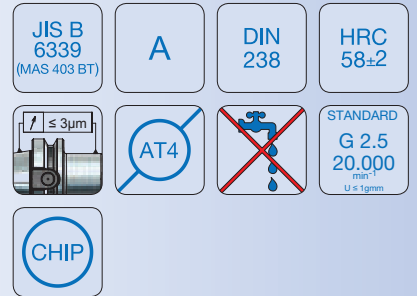 JIS B
6339
(MAS 403 BT)
A
DIN
238
HRC
58±2
↗ ≤ 3µm
AT4
STANDARD
G 2.5
20.000
min⁻¹
U ≤ 1gmm
CHIP